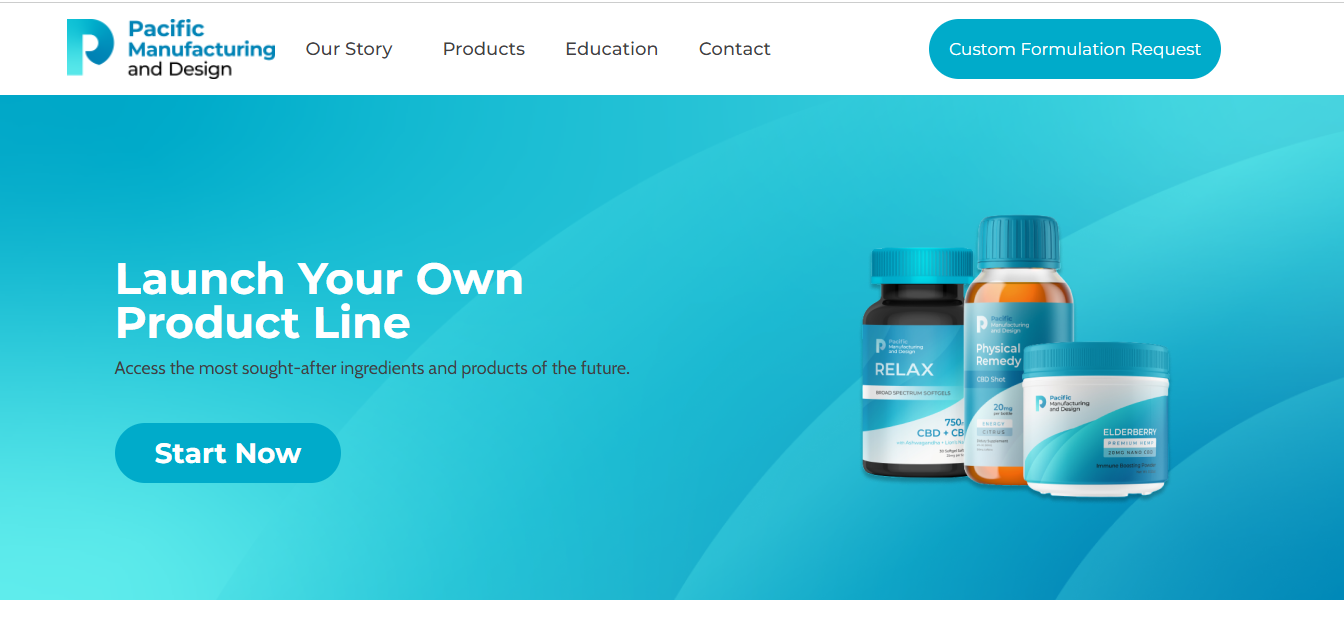 Pacific
Manufacturing
and Design
Our Story
Products
Education
Contact
Custom Formulation Request
Launch Your Own
Product Line
Access the most sought-after ingredients and products of the future.
Start Now
Pacific
Manufacturing
and Design
RELAX
BROAD SPECTRUM SOFTGELS
750
CBD + CB
Pacific
Manufacturing
and Design
Physical
Remedy
CBD Shot
20mg
per bottle
ENERGY
CITRUS
Pacific
Manufacturing
and Design
ELDERBERRY
PREMIUM HEMP
20MG NANO CBD